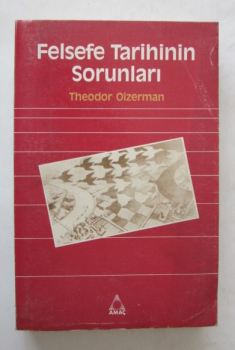 Felsefe Tarihinin
Sorunları
Theodor Oizerman
AMAÇ